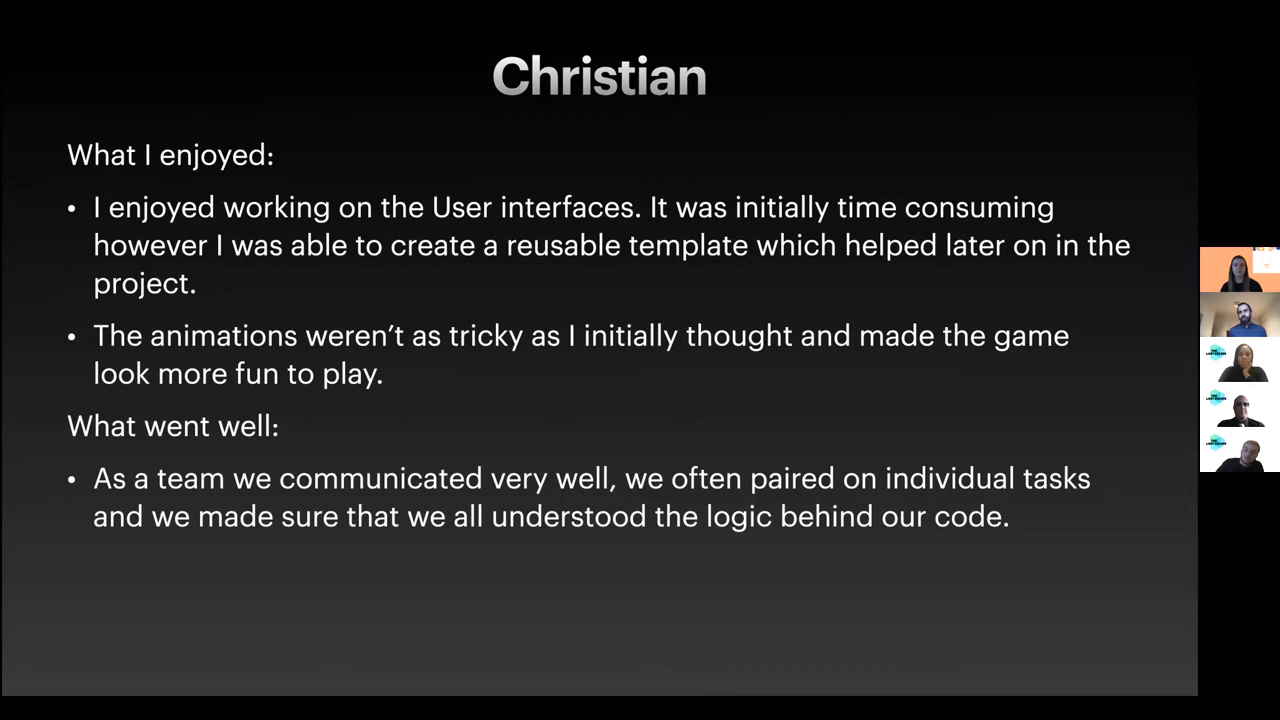 Christian
What I enjoyed:
• I enjoyed working on the User interfaces. It was initially time consuming
however I was able to create a reusable template which helped later on in the
project.
• The animations weren’t as tricky as I initially thought and made the game
look more fun to play.
What went well:
• As a team we communicated very well, we often paired on individual tasks
and we made sure that we all understood the logic behind our code.